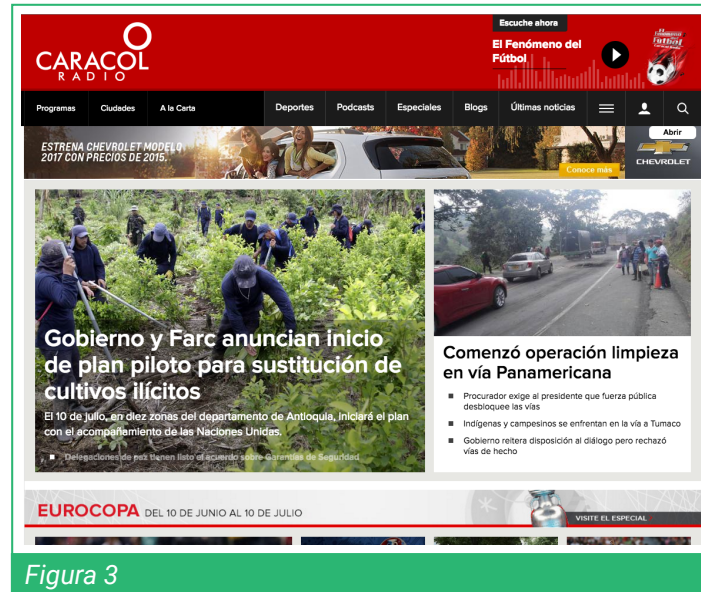 Escuche ahora
El Fenómeno del
Fútbol
CARACOL
RADIO
Programas Ciudades A la Carta Deportes Podcasts Especiales Blogs Últimas noticias
Abrir
ESTRENA CHEVROLET MODELO
2017 CON PRECIOS DE 2015.
Conoce más
CHEVROLET
Gobierno y Farc anuncian inicio
de plan piloto para sustitución de
cultivos ilícitos
El 10 de julio, en diez zonas del departamento de Antioquia, iniciará el plan
con el acompañamiento de las Naciones Unidas.
Delegaciones de paz tienen listo el acuerdo sobre Garantías de Seguridad
Comenzó operación limpieza
en vía Panamericana
Procurador exige al presidente que fuerza pública
desbloquee las vías
Indígenas y campesinos se enfrentan en la vía a Tumaco
Gobierno reitera disposición al diálogo pero rechazó
vías de hecho
EUROCOPA DEL 10 DE JUNIO AL 10 DE JULIO
VISITE EL ESPECIAL
Figura 3